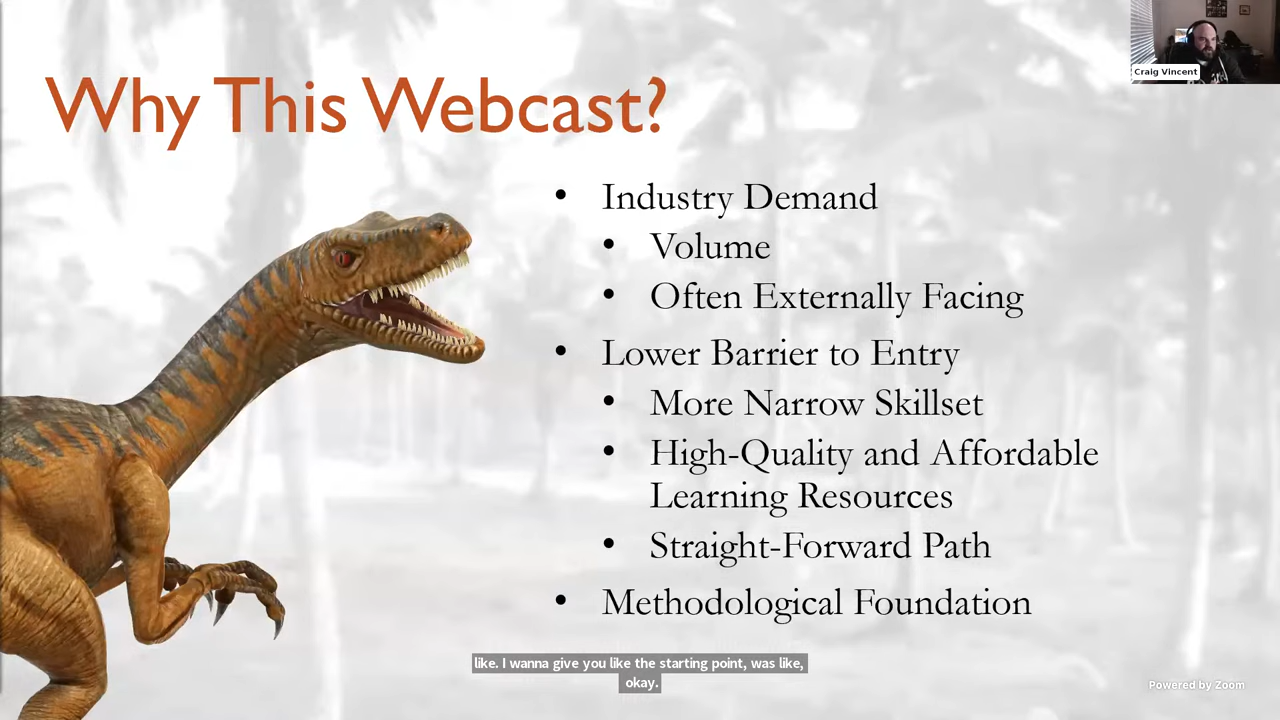 Craig Vincent
Why This Webcast?
• Industry Demand
• Volume
• Often Externally Facing
• Lower Barrier to Entry
• More Narrow Skillset
• High-Quality and Affordable
Learning Resources
• Straight-Forward Path
• Methodological Foundation
like. I wanna give you like the starting point, was like,
okay.
Powered by Zoom